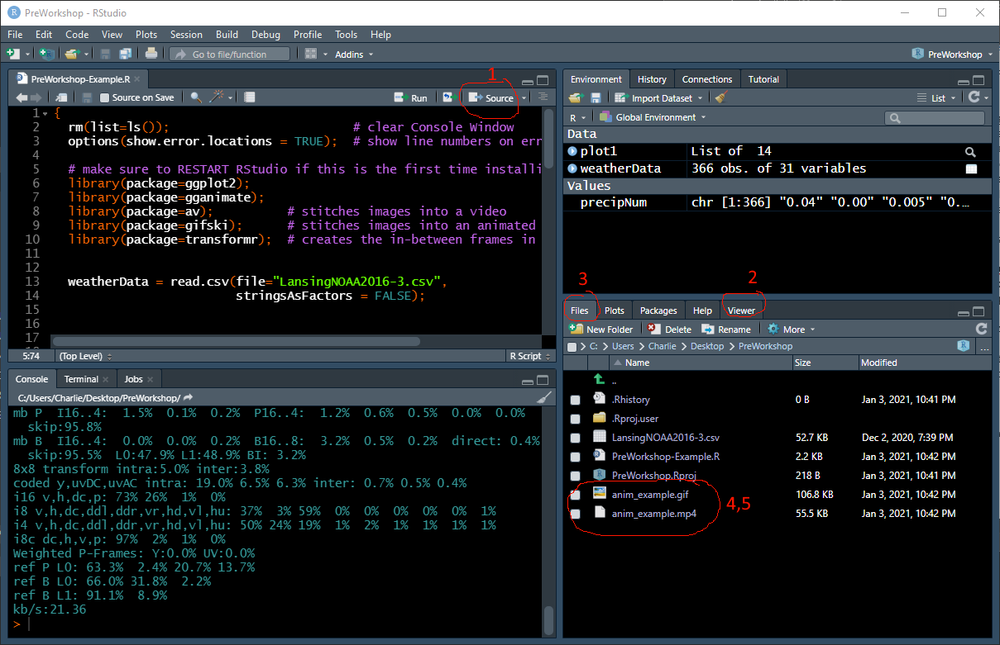 PreWorkshop - RStudio
File Edit Code View Plots Session Build Debug Profile Tools Help
Go to file/function Addins PreWorkshop
PreWorkshop-Example.R
1
Source on Save Run Source
1 {
2 rm(list=ls()); # clear Console Window
3 options(show.error.locations = TRUE); # show line numbers on err
4
5 # make sure to RESTART RStudio if this is the first time installi
6 library(package=ggplot2);
7 library(package=gganimate);
8 library(package=av); # stitches images into a video
9 library(package=gifski); # stitches images into an animated
10 library(package=transformr); # creates the in-between frames in
11
12
13 weatherData = read.csv(file="LansingNOAA2016-3.csv",
14 stringsAsFactors = FALSE);
15
16
17
5:74 (Top Level) R Script
Console Terminal Jobs
C:/Users/Charlie/Desktop/PreWorkshop/
mb P I16..4: 1.5% 0.1% 0.2% P16..4: 1.2% 0.6% 0.5% 0.0% 0.0%
skip:95.8%
mb B I16..4: 0.0% 0.0% 0.2% B16..8: 3.2% 0.5% 0.2% direct: 0.4%
skip:95.5% L0:47.9% L1:48.9% BI: 3.2%
8x8 transform intra:5.0% inter:3.8%
coded y,uvDC,uvAC intra: 19.0% 6.5% 6.3% inter: 0.7% 0.5% 0.4%
i16 v,h,dc,p: 73% 26% 1% 0%
i8 v,h,dc,ddl,ddr,vr,hd,vl,hu: 37% 3% 59% 0% 0% 0% 0% 0% 1%
i4 v,h,dc,ddl,ddr,vr,hd,vl,hu: 50% 24% 19% 1% 2% 1% 1% 1% 1%
i8c dc,h,v,p: 97% 2% 1% 0%
Weighted P-Frames: Y:0.0% UV:0.0%
ref P L0: 63.3% 2.4% 20.7% 13.7%
ref B L0: 66.0% 31.8% 2.2%
ref B L1: 91.1% 8.9%
kb/s:21.36
>
Environment History Connections Tutorial
Import Dataset List
R Global Environment
Data
plot1 List of 14
weatherData 366 obs. of 31 variables
Values
precipNum chr [1:366] "0.04" "0.00" "0.005" "0...
3 2
Files Plots Packages Help Viewer
New Folder Delete Rename More
C: > Users > Charlie > Desktop > PreWorkshop ...
Name Size Modified
..
.Rhistory 0 B Jan 3, 2021, 10:41 PM
.Rproj.user
LansingNOAA2016-3.csv 52.7 KB Dec 2, 2020, 7:39 PM
PreWorkshop-Example.R 2.2 KB Jan 3, 2021, 10:42 PM
PreWorkshop.Rproj 218 B Jan 3, 2021, 10:41 PM
anim_example.gif 106.8 KB Jan 3, 2021, 10:42 PM
4,5
anim_example.mp4 55.5 KB Jan 3, 2021, 10:42 PM